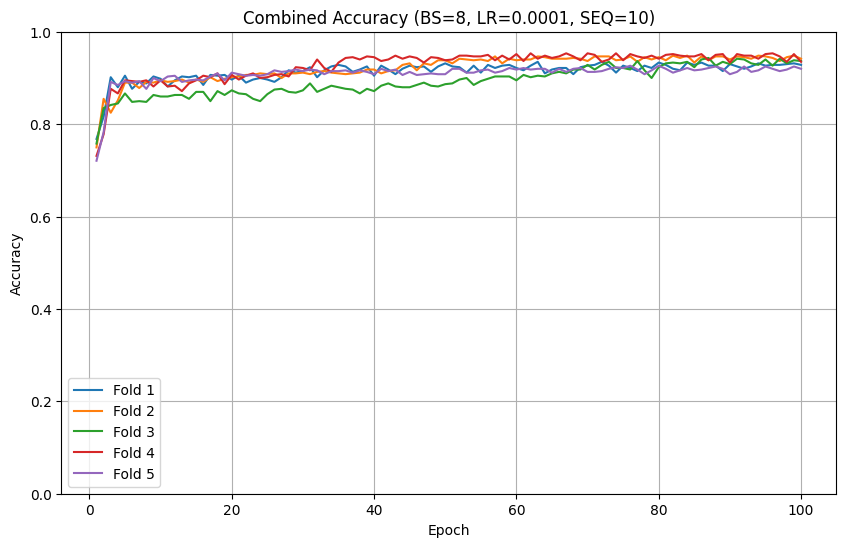 Combined Accuracy (BS=8, LR=0.0001, SEQ=10)
1.0
0.8
0.6
0.4
0.2
0.0
Accuracy
Fold 1
Fold 2
Fold 3
Fold 4
Fold 5
0 20 40 60 80 100
Epoch